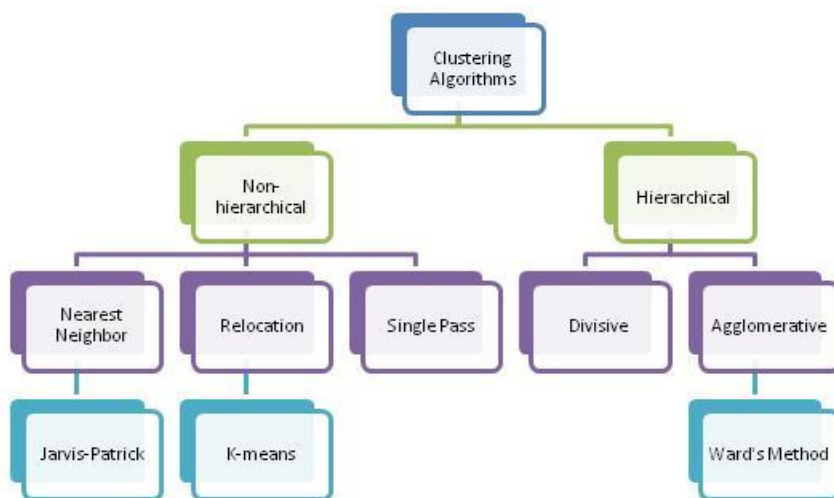 Clustering
Algorithms
Non-
hierarchical
Hierarchical
Nearest
Neighbor
Relocation
Single Pass
Divisive
Agglomerative
Jarvis-Patrick
K-means
Ward's Method